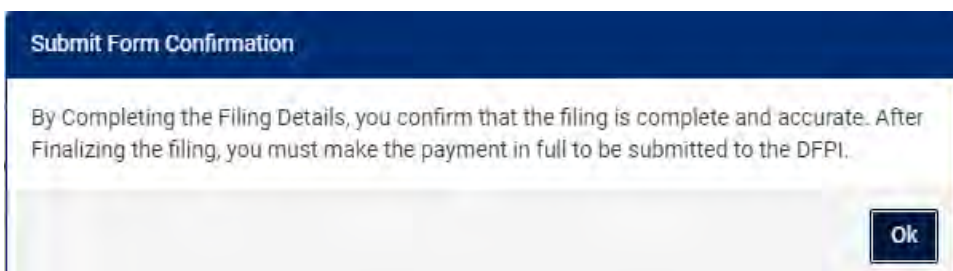 Submit Form Confirmation
By Completing the Filing Details, you confirm that the filing is complete and accurate. After
Finalizing the filing, you must make the payment in full to be submitted to the DFPI.
Ok